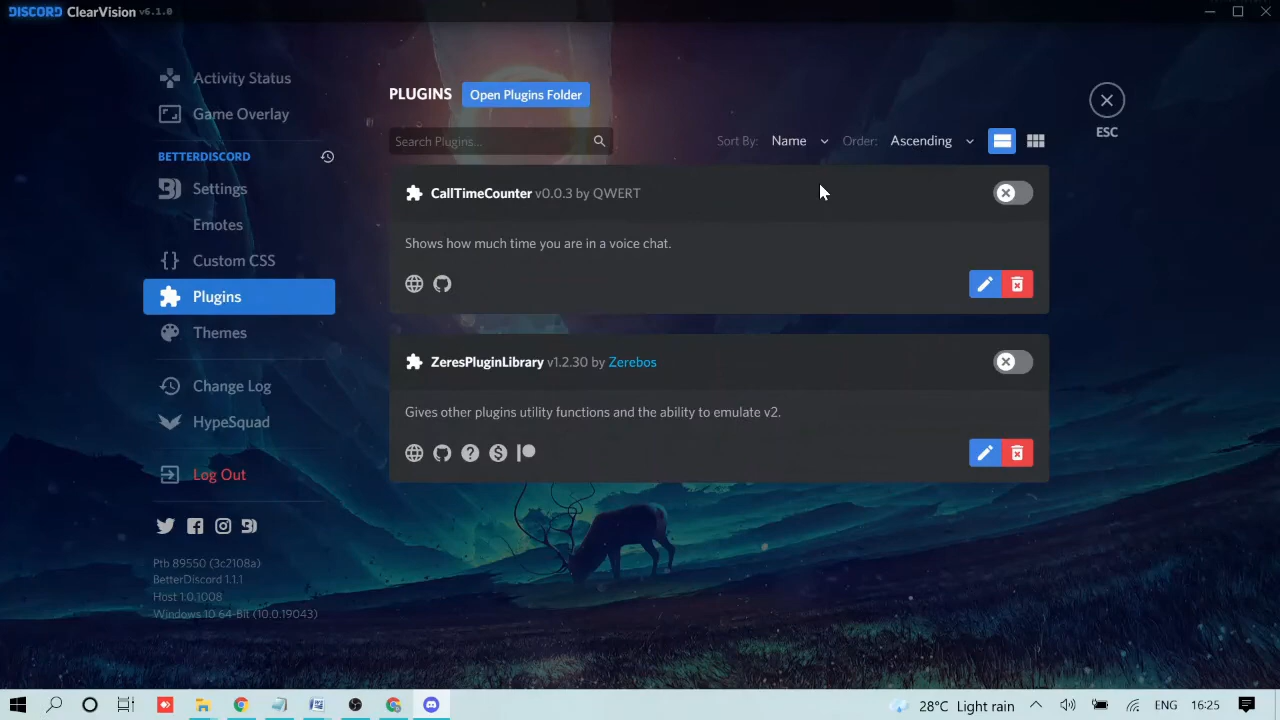 DISCORD ClearVision v6.1.0
Activity Status
Game Overlay
BETTERDISCORD
Settings
Emotes
Custom CSS
Plugins
Themes
Change Log
HypeSquad
Log Out
Ptb 89550 (3c2108a)
BetterDiscord 1.1.1
Host 1.0.1008
Windows 10 64-Bit (10.0.19043)
PLUGINS Open Plugins Folder
Search Plugins...
Sort By: Name Order: Ascending
CallTimeCounter v0.0.3 by QWERT
Shows how much time you are in a voice chat.
ZeresPluginLibrary v1.2.30 by Zerebos
Gives other plugins utility functions and the ability to emulate v2.
ESC
28°C Light rain ENG 16:25